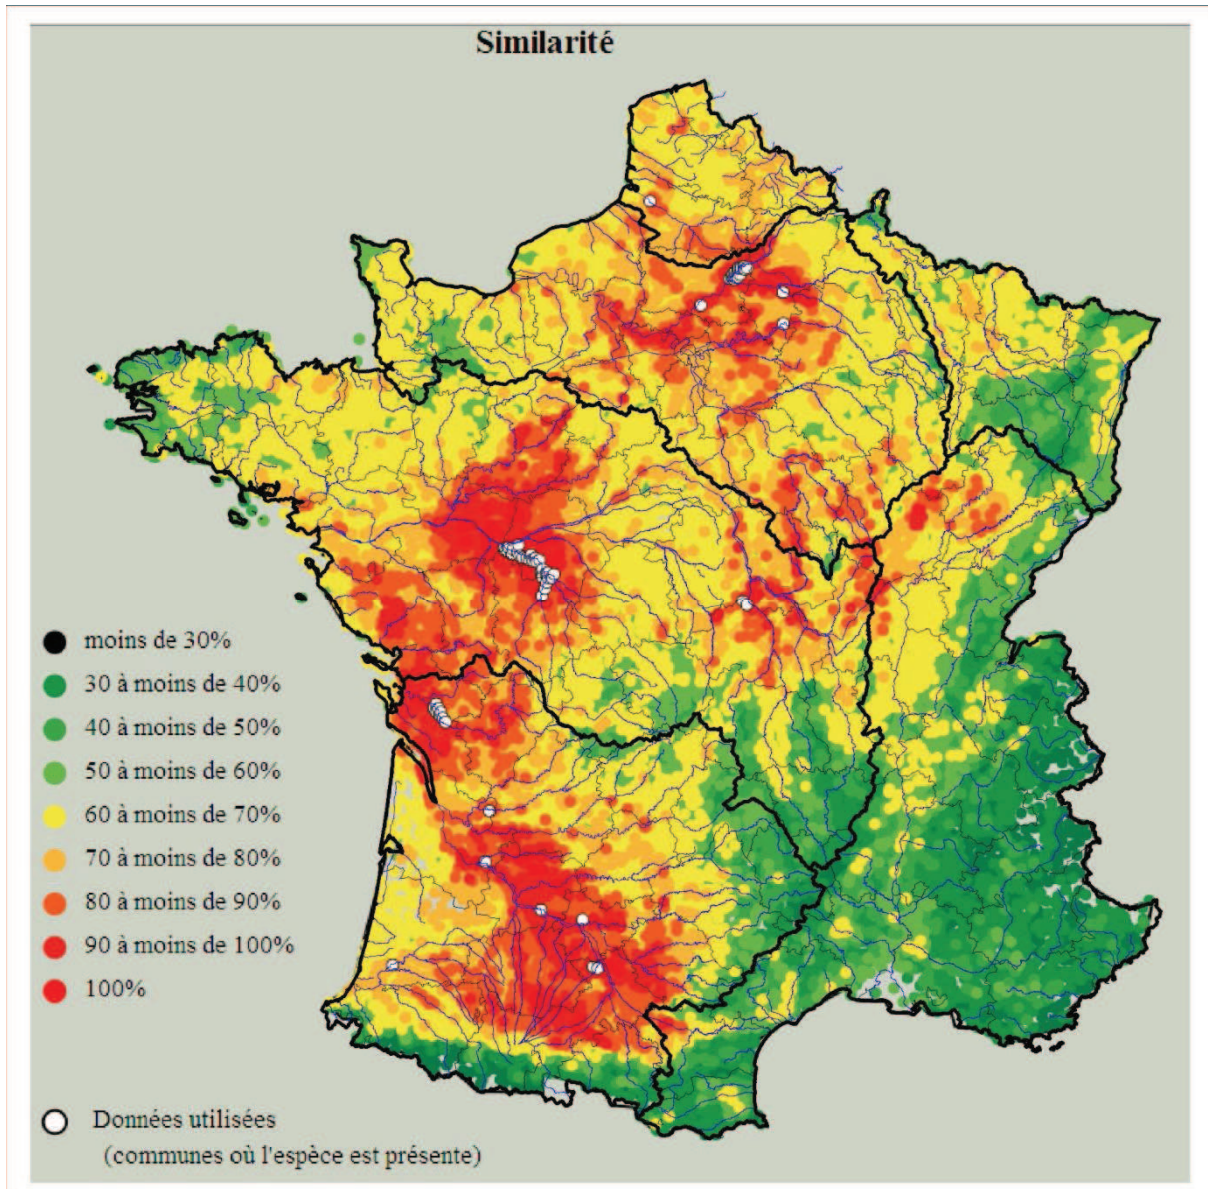 Similarité
moins de 30%
30 à moins de 40%
40 à moins de 50%
50 à moins de 60%
60 à moins de 70%
70 à moins de 80%
80 à moins de 90%
90 à moins de 100%
100%
Données utilisées
(communes où l'espèce est présente)